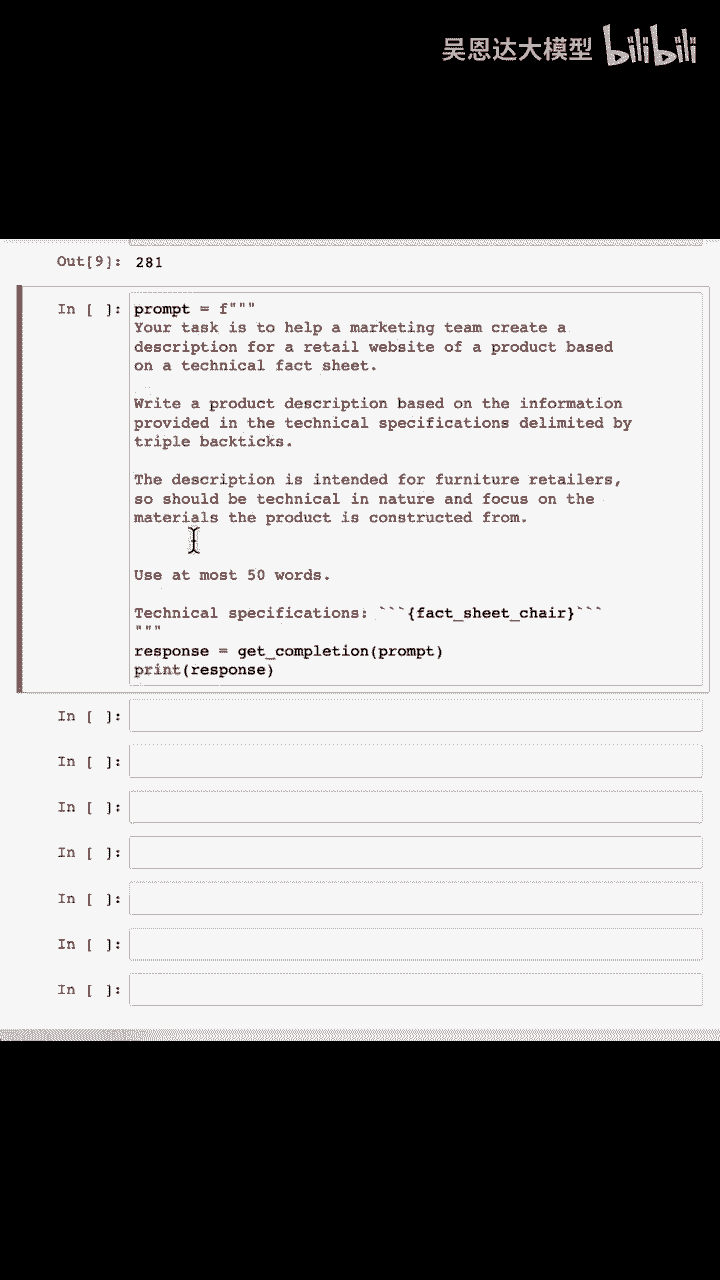 吴恩达大模型 bilibili
Out[9]: 281
In [ ]: prompt = f"""
Your task is to help a marketing team create a
description for a retail website of a product based
on a technical fact sheet.
Write a product description based on the information
provided in the technical specifications delimited by
triple backticks.
The description is intended for furniture retailers,
so should be technical in nature and focus on the
materials the product is constructed from.
Use at most 50 words.
Technical specifications: ```{fact_sheet_chair}```
"""
response = get_completion(prompt)
print(response)
In [ ]:
In [ ]:
In [ ]:
In [ ]:
In [ ]:
In [ ]:
In [ ]: